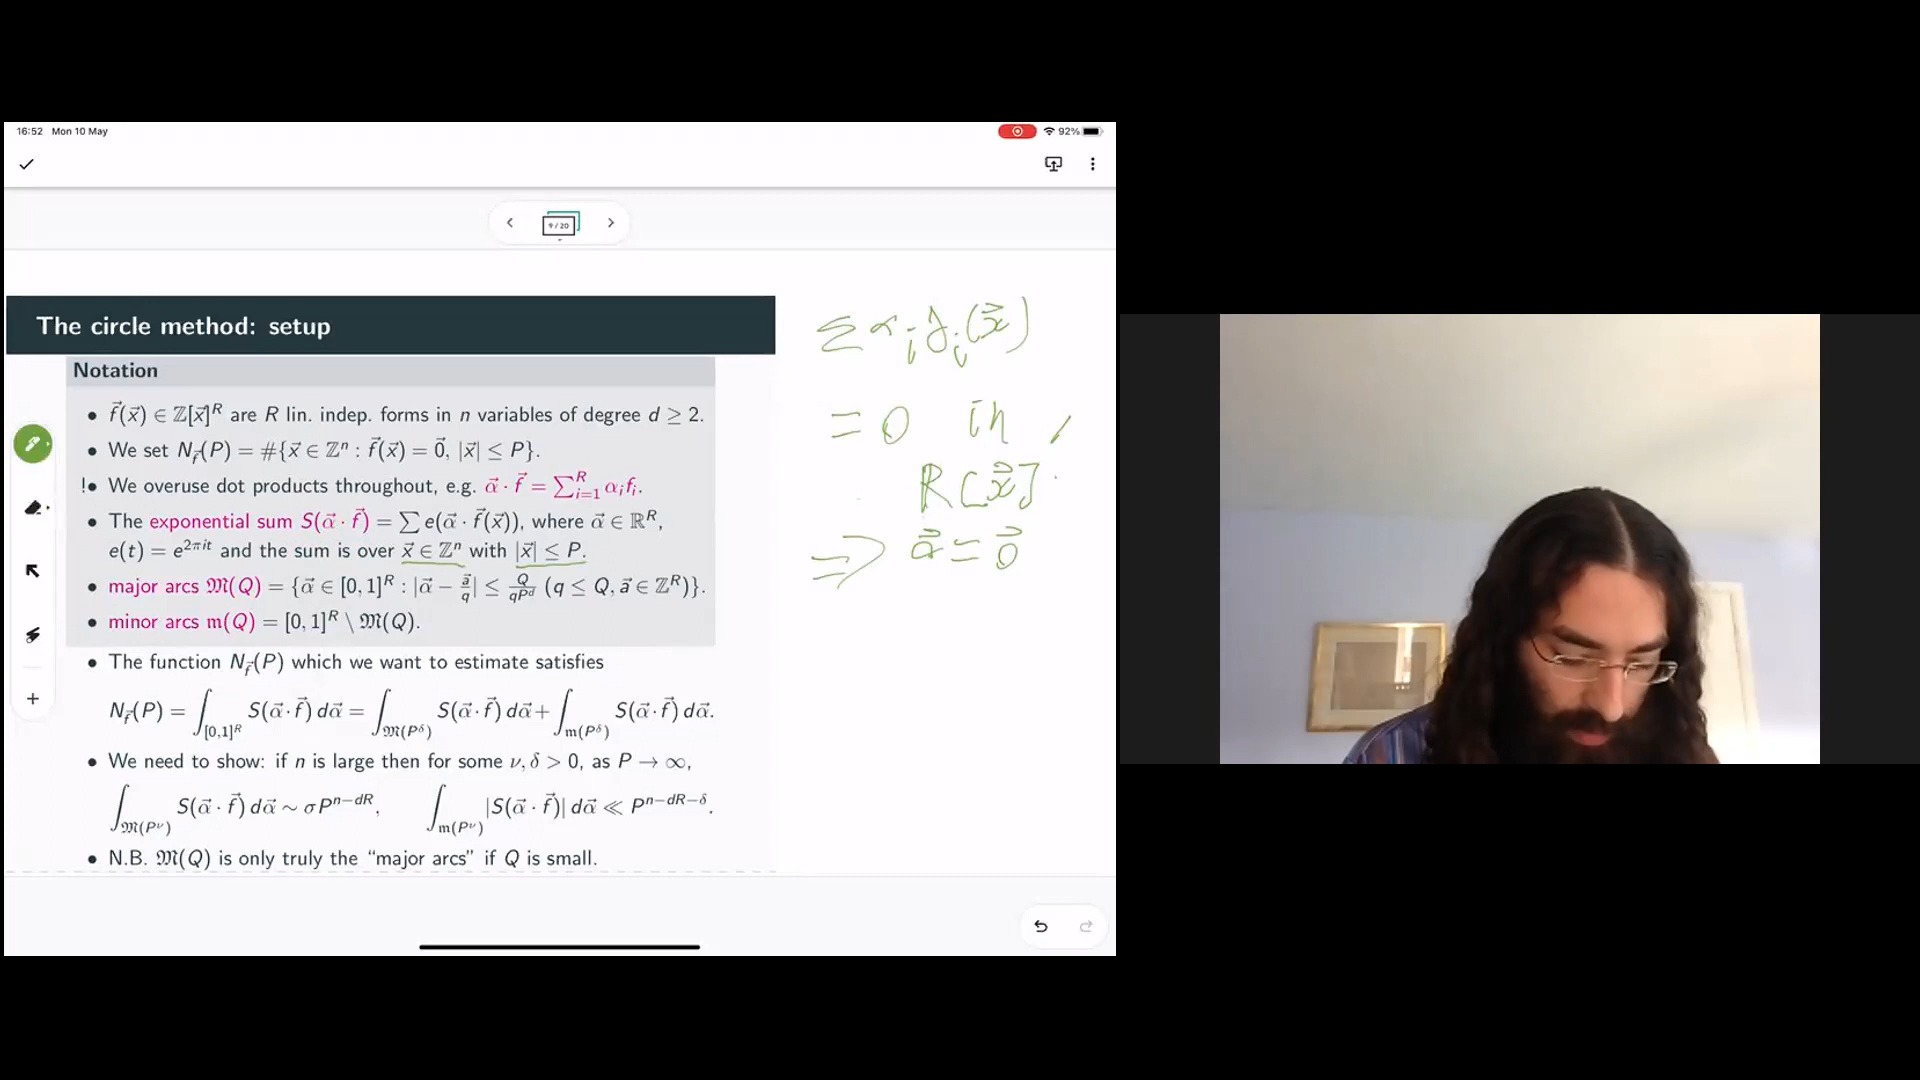 16:52 Mon 10 May
92%
9 / 20
The circle method: setup
Notation
• f⃗(x⃗) ∈ ℤ[x⃗]^R are R lin. indep. forms in n variables of degree d ≥ 2.
• We set N_f⃗(P) = #{x⃗ ∈ ℤ^n : f⃗(x⃗) = 0⃗, |x⃗| ≤ P}.
!• We overuse dot products throughout, e.g. α⃗ · f⃗ = ∑_{i=1}^R α_i f_i.
• The exponential sum S(α⃗ · f⃗) = ∑ e(α⃗ · f⃗(x⃗)), where α⃗ ∈ ℝ^R,
e(t) = e^{2πit} and the sum is over x⃗ ∈ ℤ^n with |x⃗| ≤ P.
• major arcs 𝔐(Q) = {α⃗ ∈ [0, 1]^R : |α⃗ − a⃗/q| ≤ Q/(qP^d) (q ≤ Q, a⃗ ∈ ℤ^R)}.
• minor arcs 𝔪(Q) = [0, 1]^R \ 𝔐(Q).
• The function N_f⃗(P) which we want to estimate satisfies
N_f⃗(P) = ∫_{[0,1]^R} S(α⃗·f⃗) dα⃗ = ∫_{𝔐(P^δ)} S(α⃗·f⃗) dα⃗ + ∫_{𝔪(P^δ)} S(α⃗·f⃗) dα⃗.
• We need to show: if n is large then for some ν, δ > 0, as P → ∞,
∫_{𝔐(P^ν)} S(α⃗ · f⃗) dα⃗ ∼ σP^{n−dR}, ∫_{𝔪(P^ν)} |S(α⃗ · f⃗)| dα⃗ ≪ P^{n−dR−δ}.
• N.B. 𝔐(Q) is only truly the “major arcs” if Q is small.
∑ α_i f_i(x⃗)
= 0 in
ℝ[x⃗]
⇒ α⃗ = 0⃗